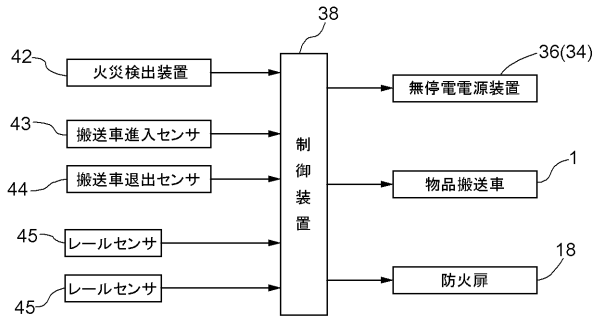 38
42
火災検出装置
36(34)
無停電電源装置
43
搬送車進入センサ
制御装置
44
搬送車退出センサ
1
物品搬送車
45
レールセンサ
18
防火扉
45
レールセンサ